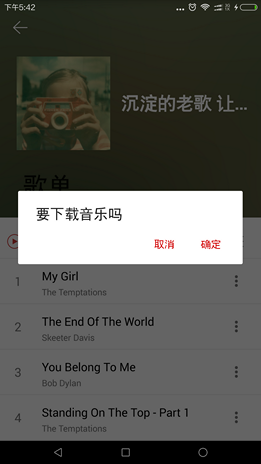 下午5:42
沉淀的老歌 让...
歌单
要下载音乐吗
取消
确定
1
My Girl
The Temptations
2
The End Of The World
Skeeter Davis
3
You Belong To Me
Bob Dylan
4
Standing On The Top - Part 1
The Temptations